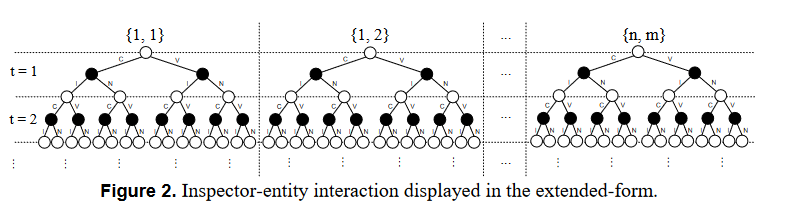 {1, 1} {1, 2} ... {n, m}
C V C V C V
t = 1 ... 
I N I N I N I N I N I N
C V C V C V C V C V C V C V C V C V C V C V C V
t = 2 ...
I N I N I N I N I N I N I N I N I N I N I N I N I N I N I N I N I N I N I N I N I N I N I N I N
⋮ ⋮ ⋮ ⋮ ⋮ ⋮ ⋮ ⋮ ⋮ ... ⋮ ⋮ ⋮ ⋮
Figure 2. Inspector-entity interaction displayed in the extended-form.